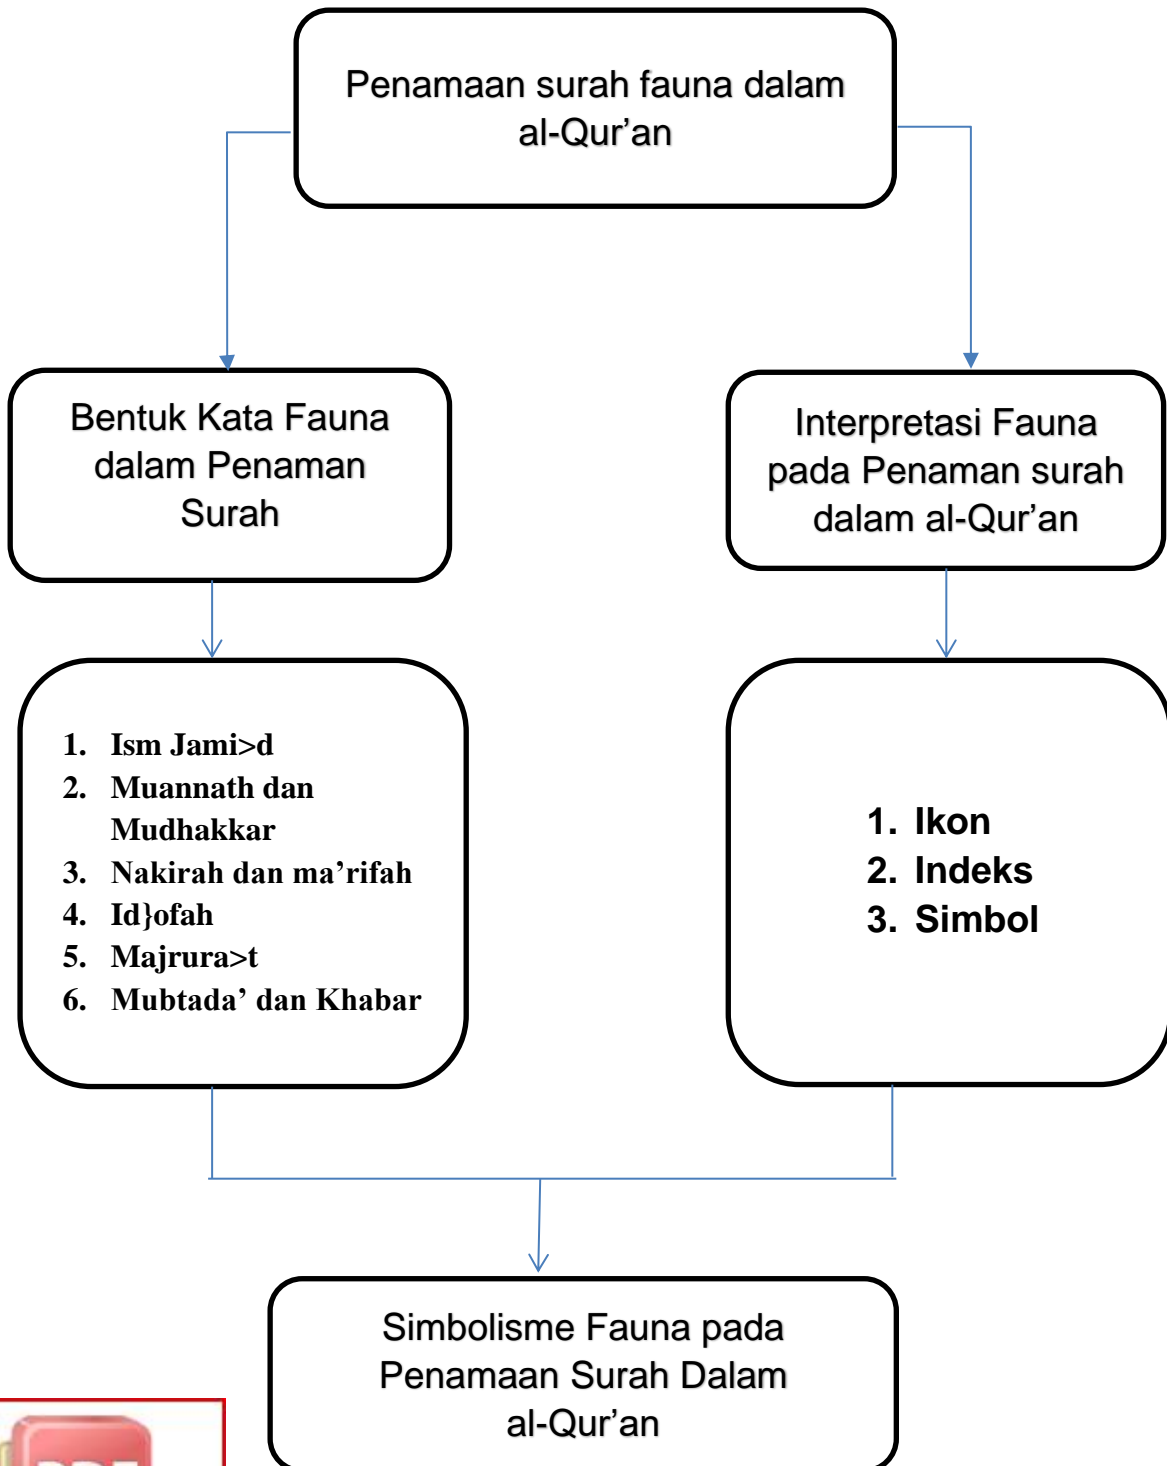 Penamaan surah fauna dalam
al-Qur’an
Bentuk Kata Fauna
dalam Penaman
Surah
Interpretasi Fauna
pada Penaman surah
dalam al-Qur’an
1. Ism Jami>d
2. Muannath dan
Mudhakkar
3. Nakirah dan ma’rifah
4. Id}ofah
5. Majrura>t
6. Mubtada’ dan Khabar
1. Ikon
2. Indeks
3. Simbol
Simbolisme Fauna pada
Penamaan Surah Dalam
al-Qur’an